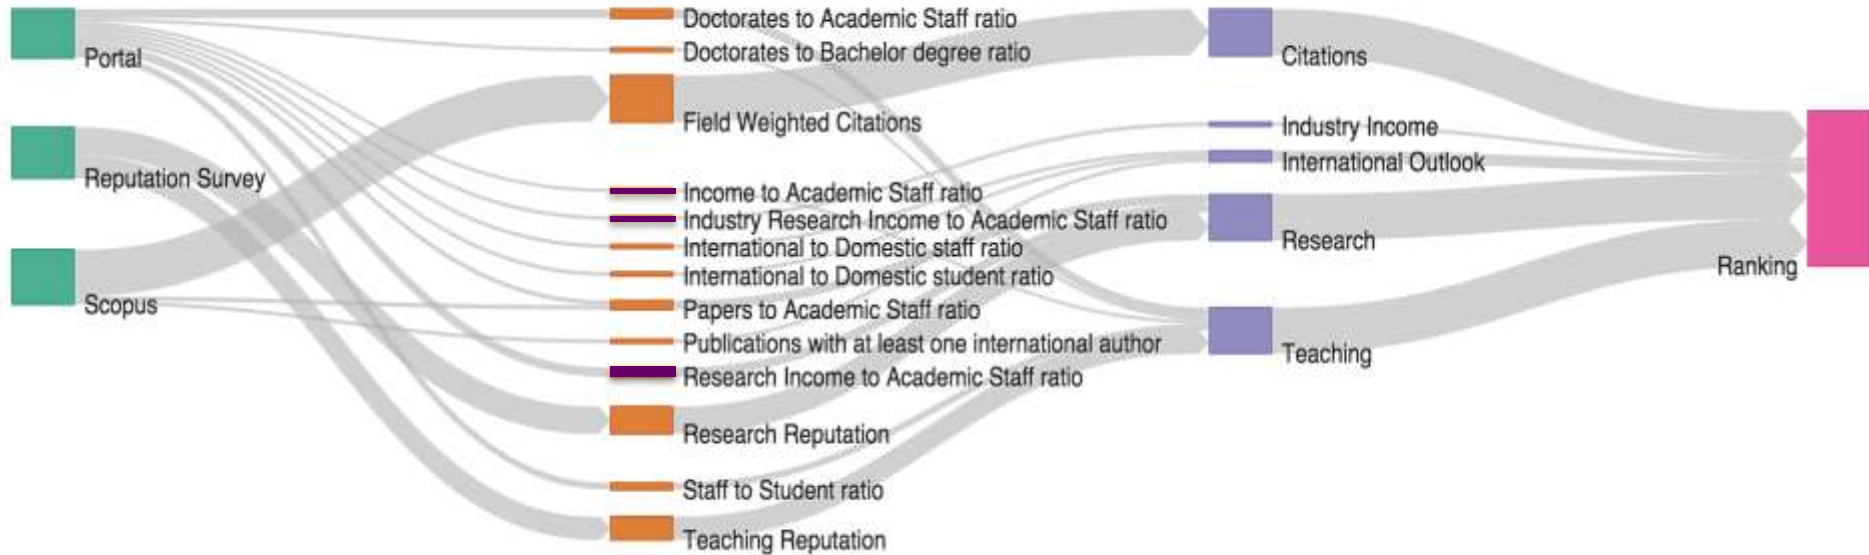 Portal
Reputation Survey
Scopus
Doctorates to Academic Staff ratio
Doctorates to Bachelor degree ratio
Field Weighted Citations
Income to Academic Staff ratio
Industry Research Income to Academic Staff ratio
International to Domestic staff ratio
International to Domestic student ratio
Papers to Academic Staff ratio
Publications with at least one international author
Research Income to Academic Staff ratio
Research Reputation
Staff to Student ratio
Teaching Reputation
Citations
Industry Income
International Outlook
Research
Teaching
Ranking